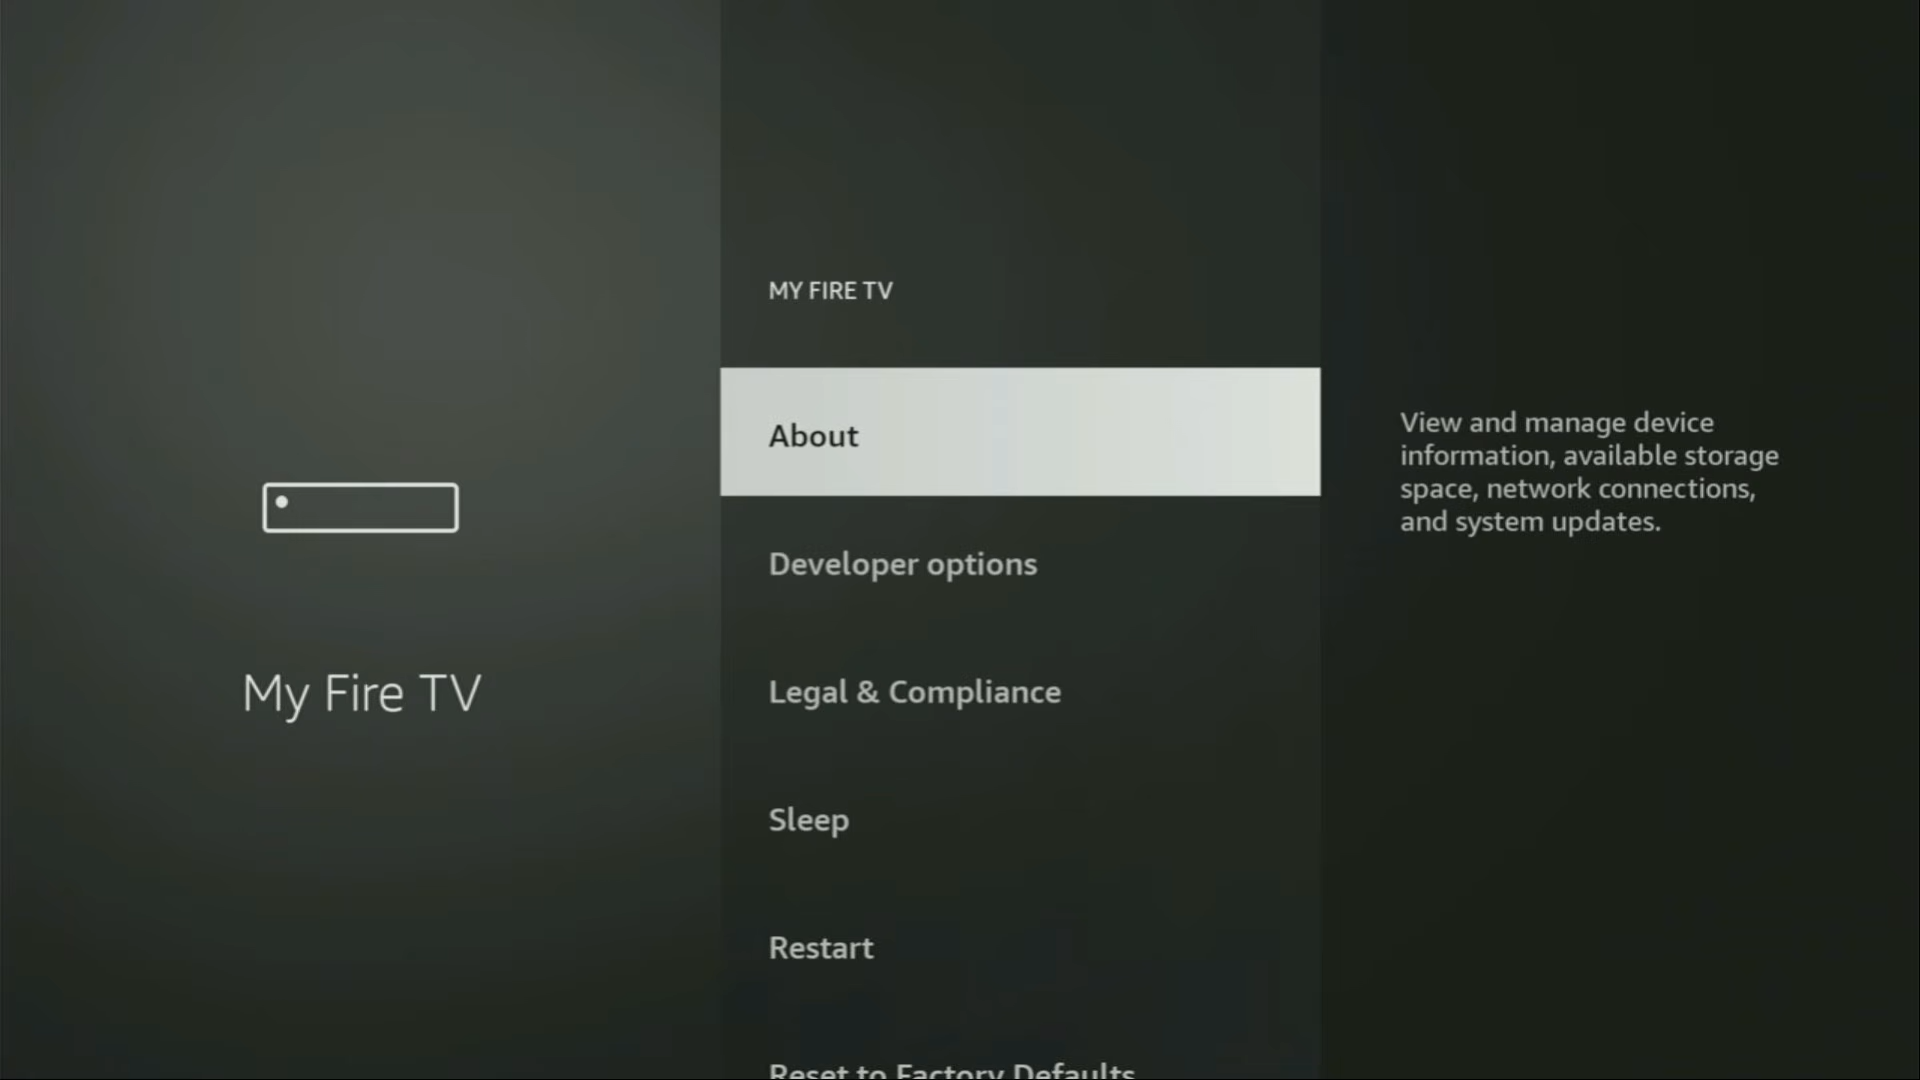 My Fire TV
MY FIRE TV
About
Developer options
Legal & Compliance
Sleep
Restart
Reset to Factory Defaults
View and manage device
information, available storage
space, network connections,
and system updates.